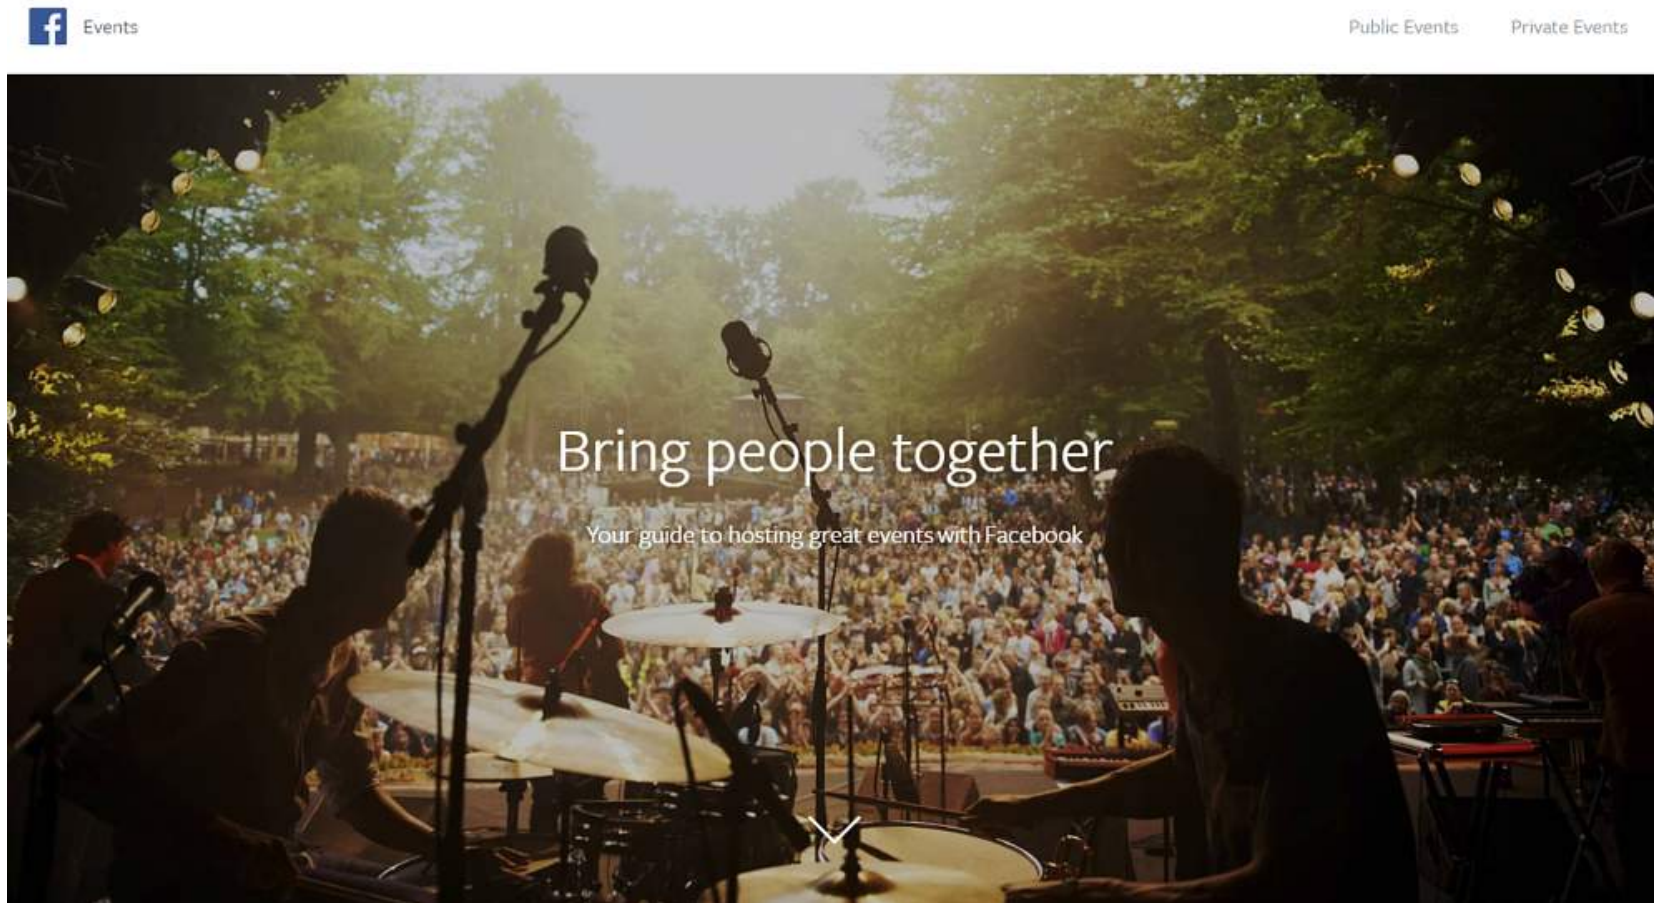 Events
Public Events
Private Events
Bring people together
Your guide to hosting great events with Facebook